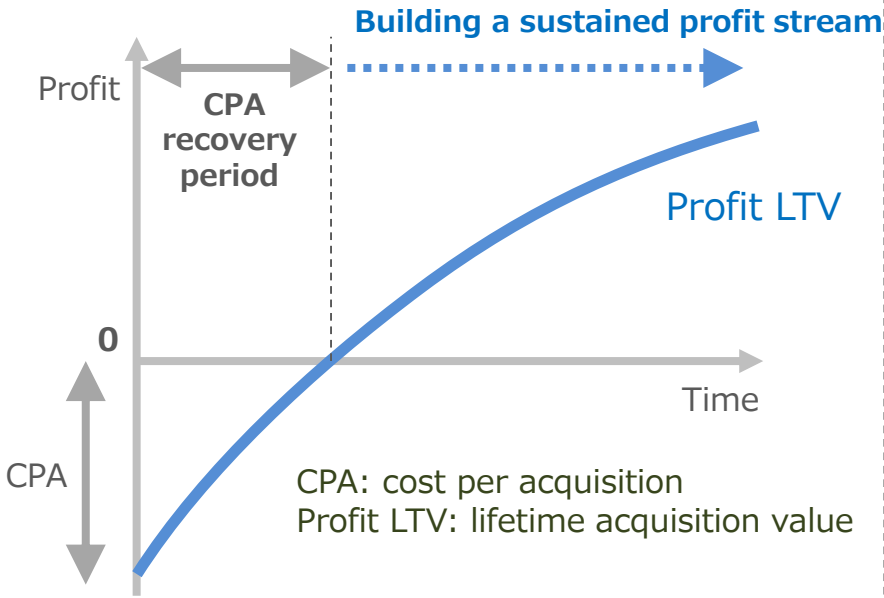 Building a sustained profit stream
Profit
CPA
recovery
period
Profit LTV
0
Time
CPA
CPA: cost per acquisition
Profit LTV: lifetime acquisition value